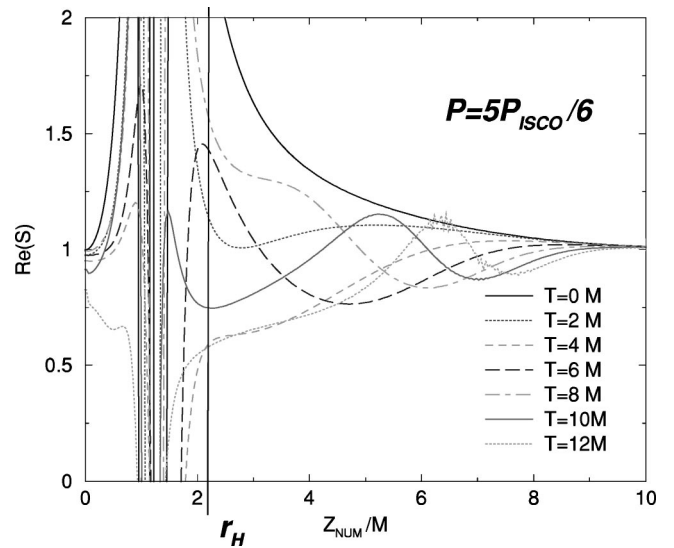 2
1.5
1
0.5
0
Re(S)
P=5P_ISCO/6
T=0 M
T=2 M
T=4 M
T=6 M
T=8 M
T=10M
T=12M
0 2 4 6 8 10
r_H
Z_NUM/M